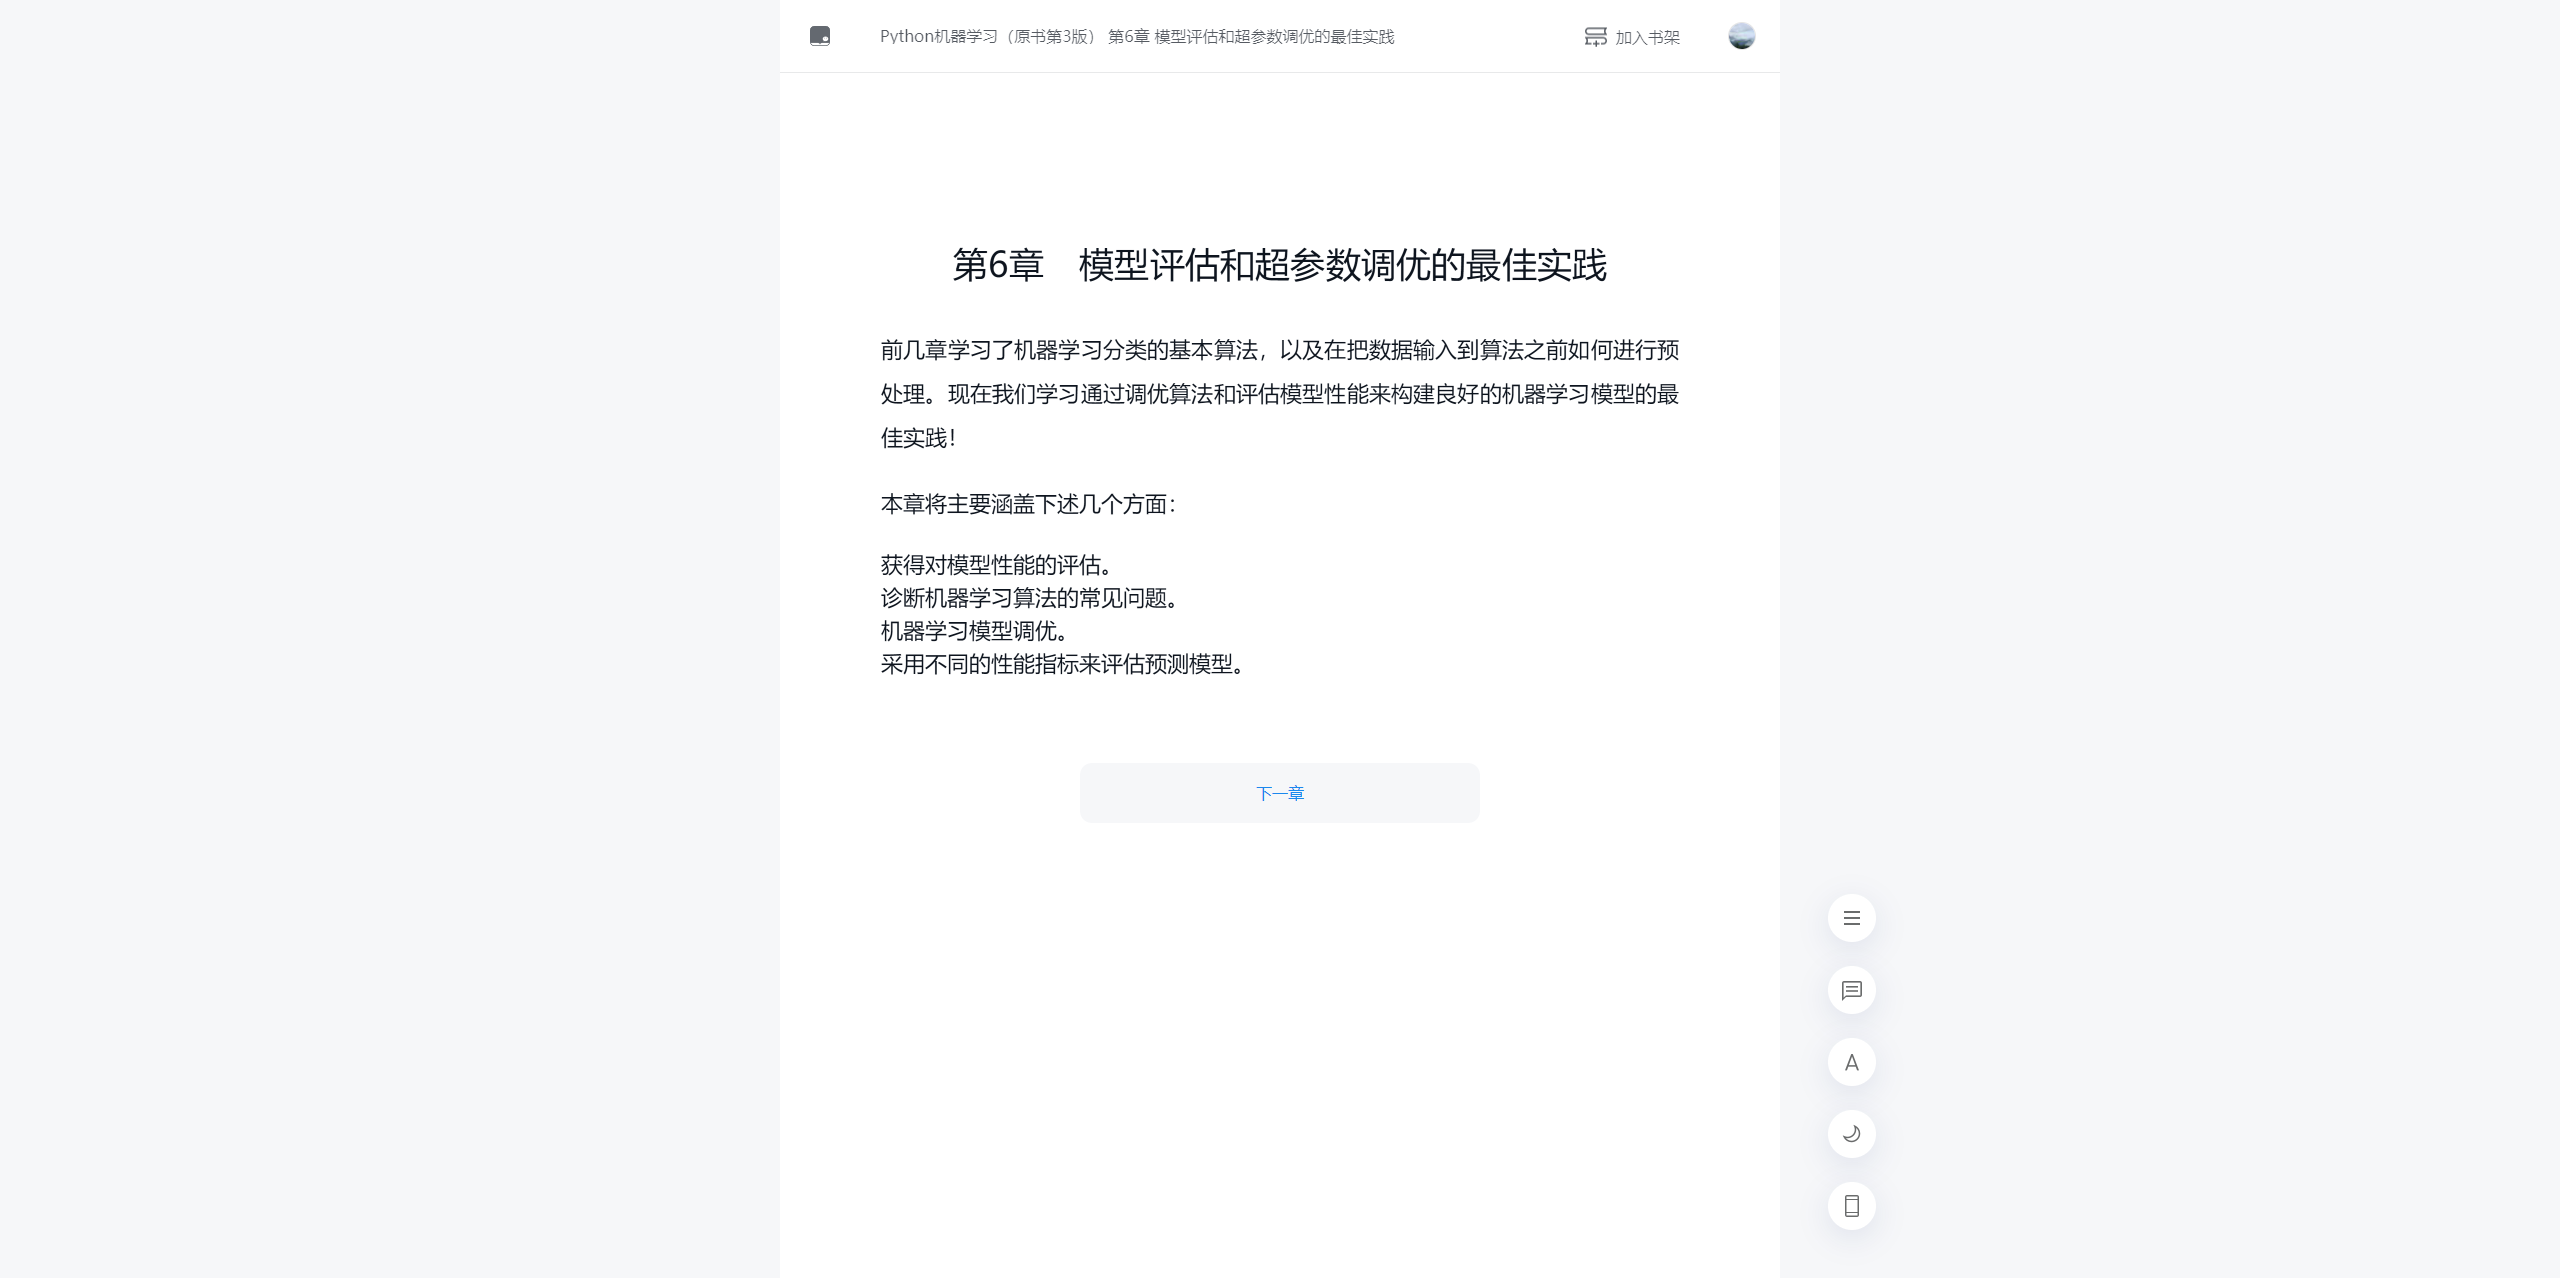 Python机器学习（原书第3版） 第6章 模型评估和超参数调优的最佳实践
加入书架
第6章　模型评估和超参数调优的最佳实践
前几章学习了机器学习分类的基本算法，以及在把数据输入到算法之前如何进行预
处理。现在我们学习通过调优算法和评估模型性能来构建良好的机器学习模型的最
佳实践！
本章将主要涵盖下述几个方面：
获得对模型性能的评估。
诊断机器学习算法的常见问题。
机器学习模型调优。
采用不同的性能指标来评估预测模型。
下一章
A